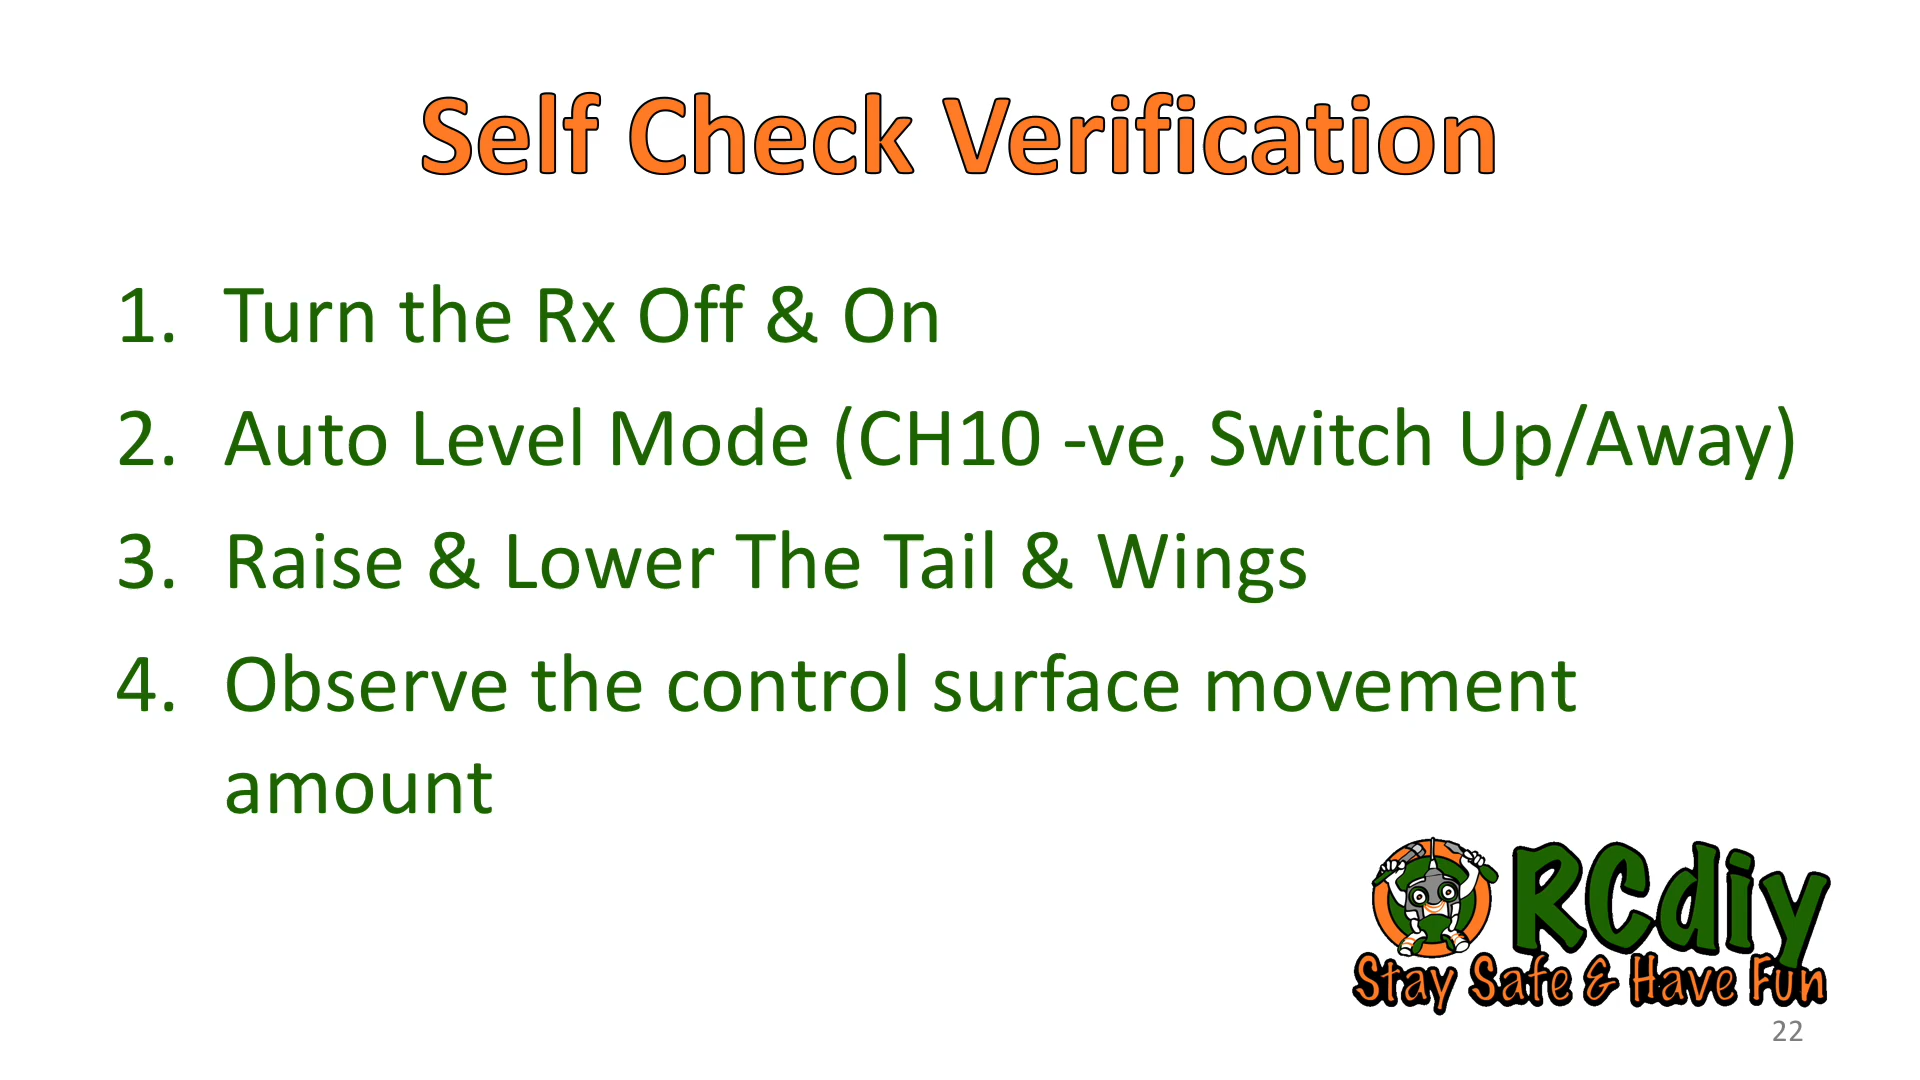 Self Check Verification
1. Turn the Rx Off & On
2. Auto Level Mode (CH10 -ve, Switch Up/Away)
3. Raise & Lower The Tail & Wings
4. Observe the control surface movement
amount
RCdiy
Stay Safe & Have Fun
22